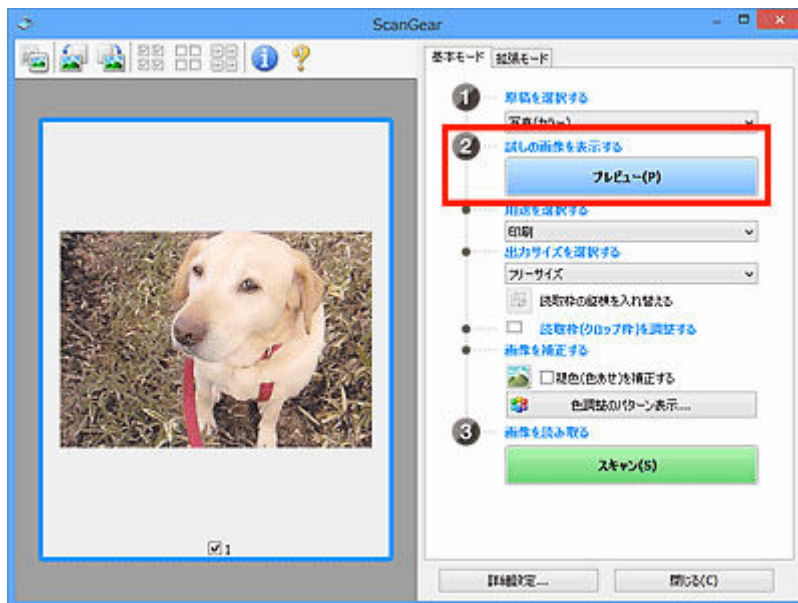 ScanGear
基本モード 拡張モード
1 原稿を選択する
写真(カラー)
2 試しの画像を表示する
プレビュー(P)
用途を選択する
印刷
出力サイズを選択する
フリーサイズ
読取枠の縦横を入れ替える
読取枠(クロップ枠)を調整する
画像を補正する
褪色(色あせ)を補正する
色調整のパターン表示...
3 画像を読み取る
スキャン(S)
1
詳細設定... 閉じる(C)